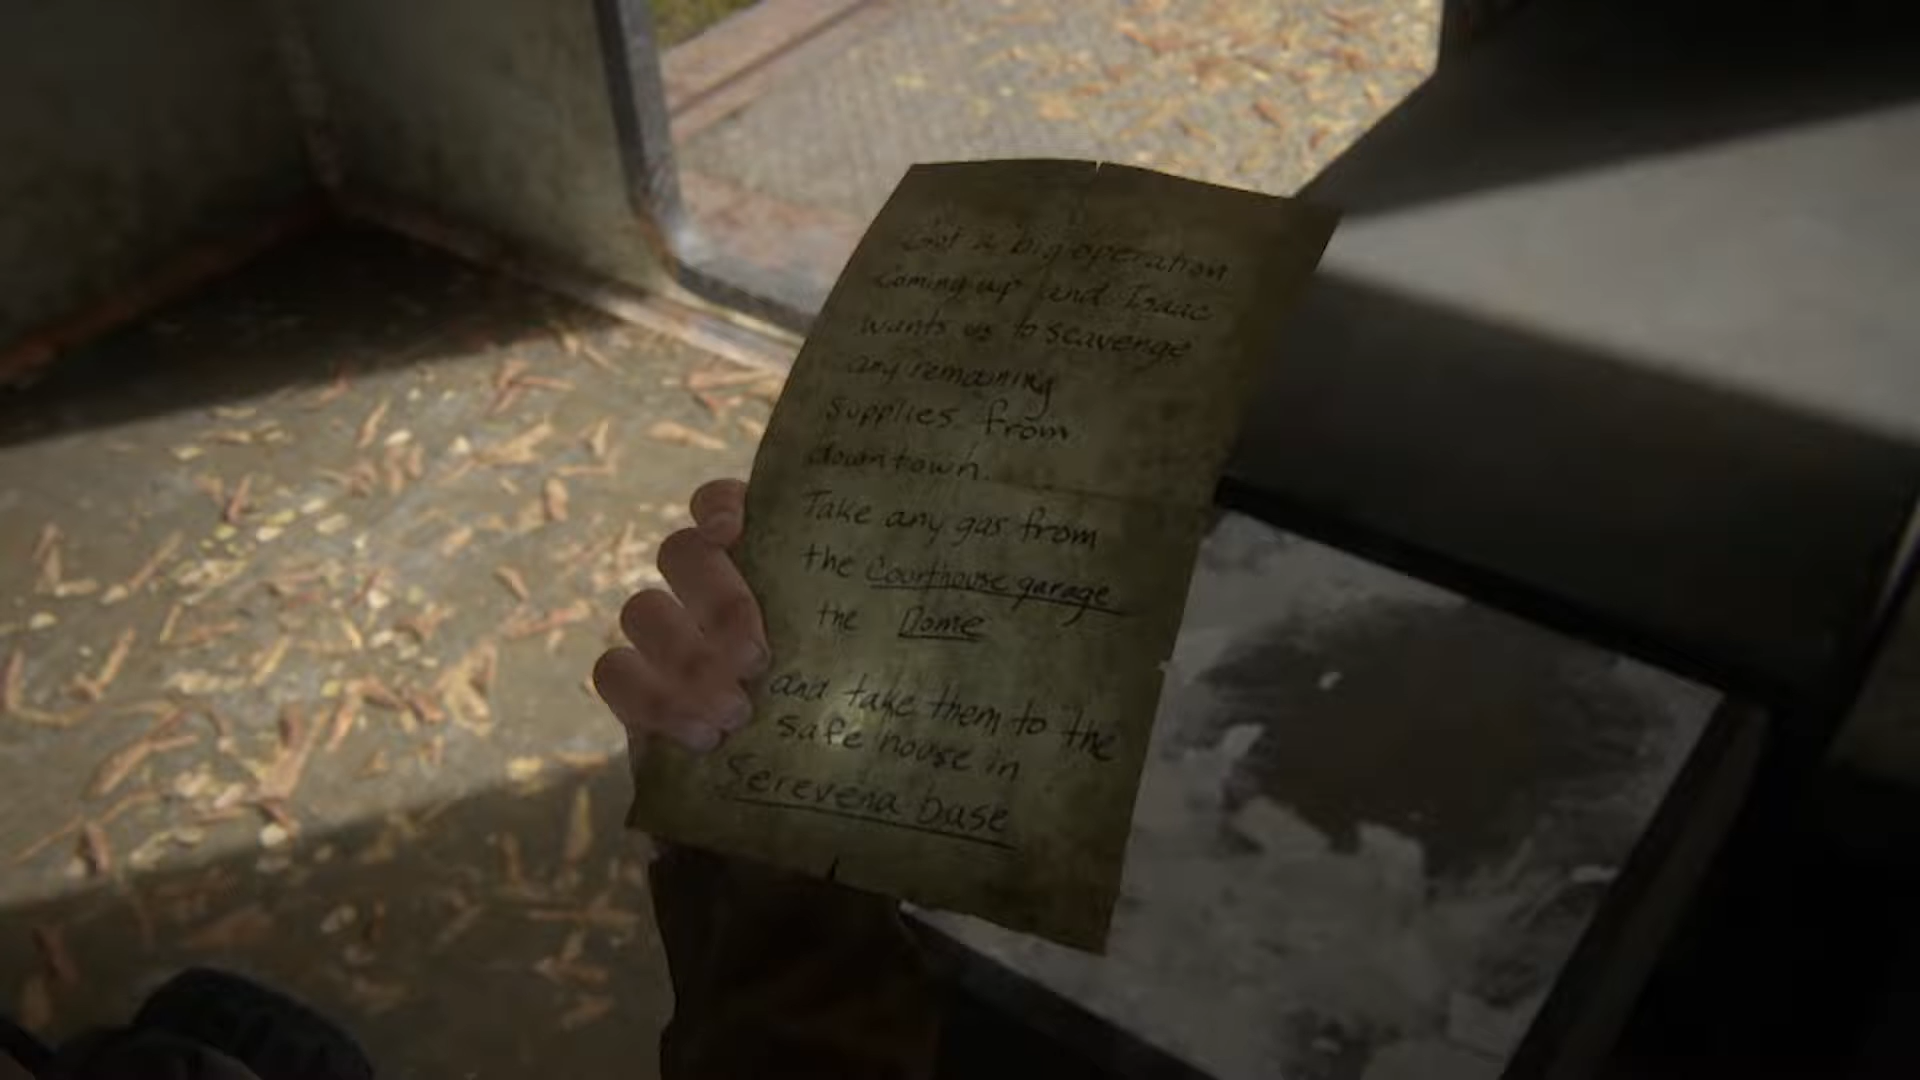 Got a big operation
coming up and Isaac
wants us to scavenge
any remaining
supplies from
downtown.
Take any gas from
the Courthouse garage
the Dome
and take them to the
safe house in
Serevena base